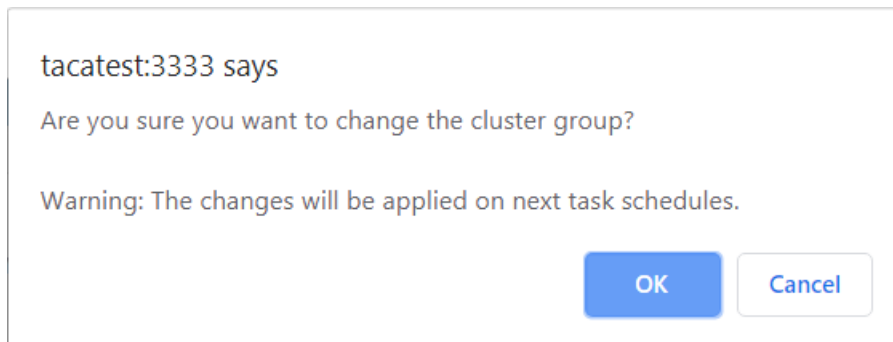 tacatest:3333 says
Are you sure you want to change the cluster group?
Warning: The changes will be applied on next task schedules.
OK
Cancel